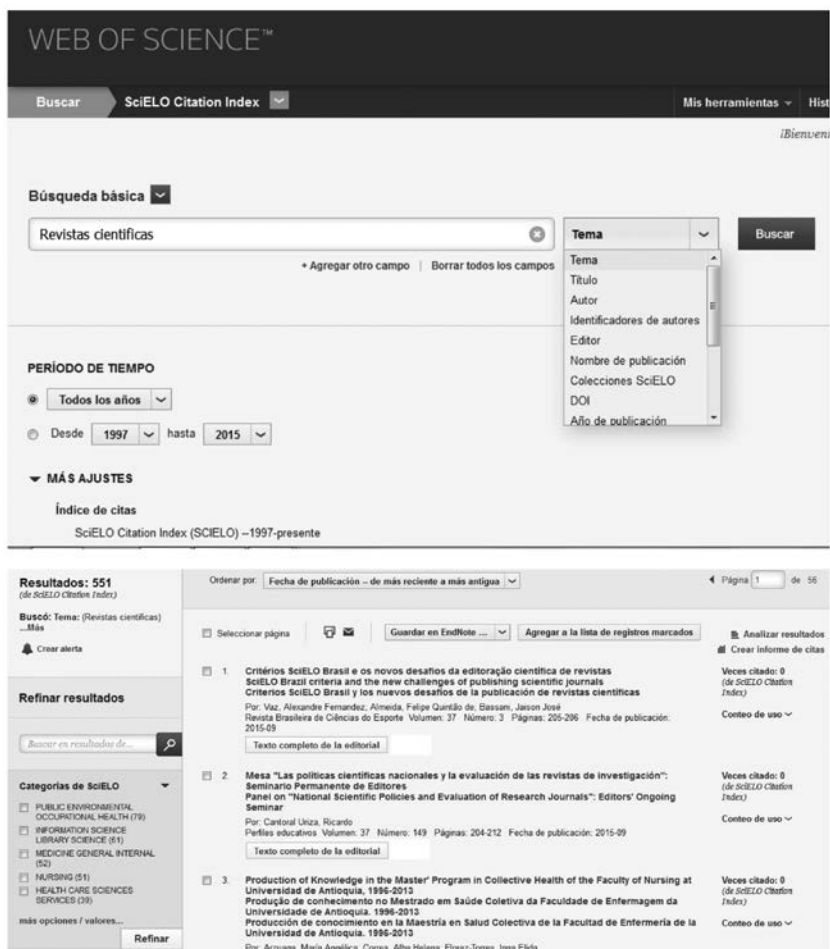 WEB OF SCIENCE™
Buscar SciELO Citation Index Mis herramientas Hist
¡Bienveni
Búsqueda básica
Revistas científicas Tema Buscar
+ Agregar otro campo | Borrar todos los campos
Tema
Título
Autor
Identificadores de autores
Editor
Nombre de publicación
Colecciones SciELO
DOI
Año de publicación
PERÍODO DE TIEMPO
Todos los años
Desde 1997 hasta 2015
MÁS AJUSTES
Índice de citas
SciELO Citation Index (SCIELO) --1997-presente
Resultados: 551
(de SciELO Citation Index)
Buscó: Tema: (Revistas científicas)
...Más
Crear alerta
Refinar resultados
Buscar en resultados de...
Categorías de SciELO
PUBLIC ENVIRONMENTAL
OCCUPATIONAL HEALTH (79)
INFORMATION SCIENCE
LIBRARY SCIENCE (61)
MEDICINE GENERAL INTERNAL
(52)
NURSING (51)
HEALTH CARE SCIENCES
SERVICES (39)
más opciones / valores...
Refinar
Ordenar por: Fecha de publicación – de más reciente a más antigua
Página 1 de 56
Seleccionar página Guardar en EndNote ... Agregar a la lista de registros marcados
Analizar resultados
Crear informe de citas
1. Critérios SciELO Brasil e os novos desafios da editoração científica de revistas
SciELO Brazil criteria and the new challenges of publishing scientific journals
Criterios SciELO Brasil y los nuevos desafíos de la publicación de revistas científicas
Por: Vaz, Alexandre Fernandez, Almeida, Felipe Quintão de, Bassani, Jaison José
Revista Brasileira de Ciências do Esporte Volumen: 37 Número: 3 Páginas: 205-206 Fecha de publicación:
2015-09
Texto completo de la editorial
Veces citado: 0
(de SciELO Citation
Index)
Conteo de uso
2. Mesa "Las políticas científicas nacionales y la evaluación de las revistas de investigación":
Seminario Permanente de Editores
Panel on "National Scientific Policies and Evaluation of Research Journals": Editors' Ongoing
Seminar
Por: Cantoral Uriza, Ricardo
Perfiles educativos Volumen: 37 Número: 149 Páginas: 204-212 Fecha de publicación: 2015-09
Texto completo de la editorial
Veces citado: 0
(de SciELO Citation
Index)
Conteo de uso
3. Production of Knowledge in the Master' Program in Collective Health of the Faculty of Nursing at
Universidad de Antioquia, 1996-2013
Produção de conhecimento no Mestrado em Saúde Coletiva da Faculdade de Enfermagem da
Universidade de Antioquia. 1996-2013
Producción de conocimiento en la Maestría en Salud Colectiva de la Facultad de Enfermería de la
Universidad de Antioquia. 1996-2013
Veces citado: 0
(de SciELO Citation
Index)
Conteo de uso